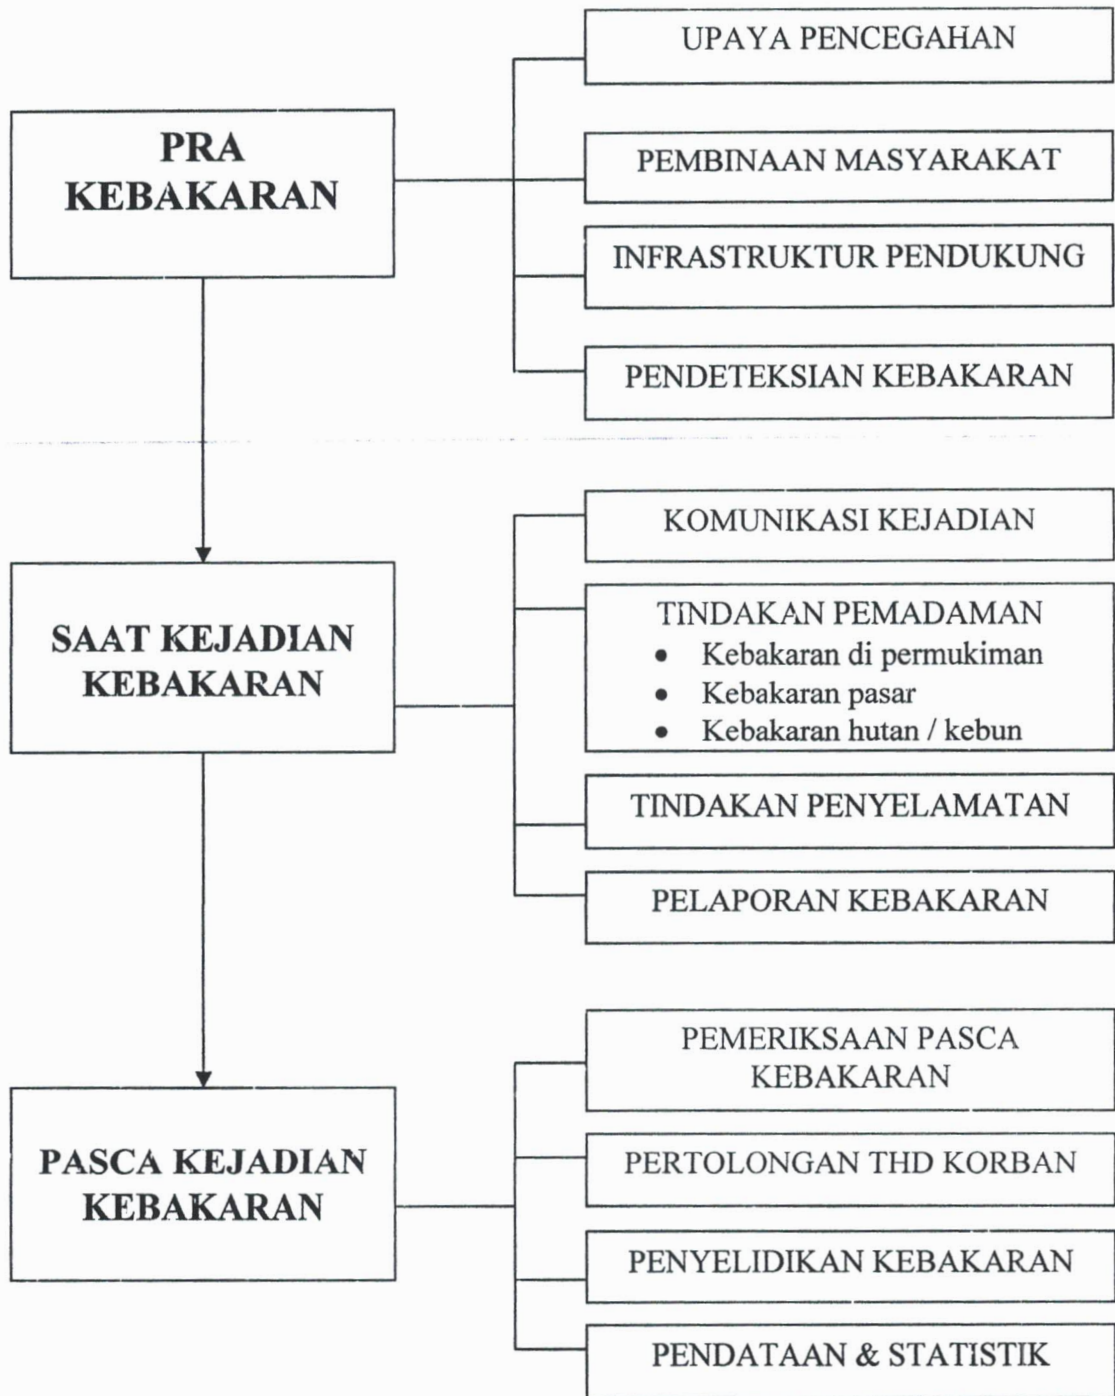 PRA
KEBAKARAN
UPAYA PENCEGAHAN
PEMBINAAN MASYARAKAT
INFRASTRUKTUR PENDUKUNG
PENDETEKSIAN KEBAKARAN
SAAT KEJADIAN
KEBAKARAN
KOMUNIKASI KEJADIAN
TINDAKAN PEMADAMAN
• Kebakaran di permukiman
• Kebakaran pasar
• Kebakaran hutan / kebun
TINDAKAN PENYELAMATAN
PELAPORAN KEBAKARAN
PASCA KEJADIAN
KEBAKARAN
PEMERIKSAAN PASCA
KEBAKARAN
PERTOLONGAN THD KORBAN
PENYELIDIKAN KEBAKARAN
PENDATAAN & STATISTIK